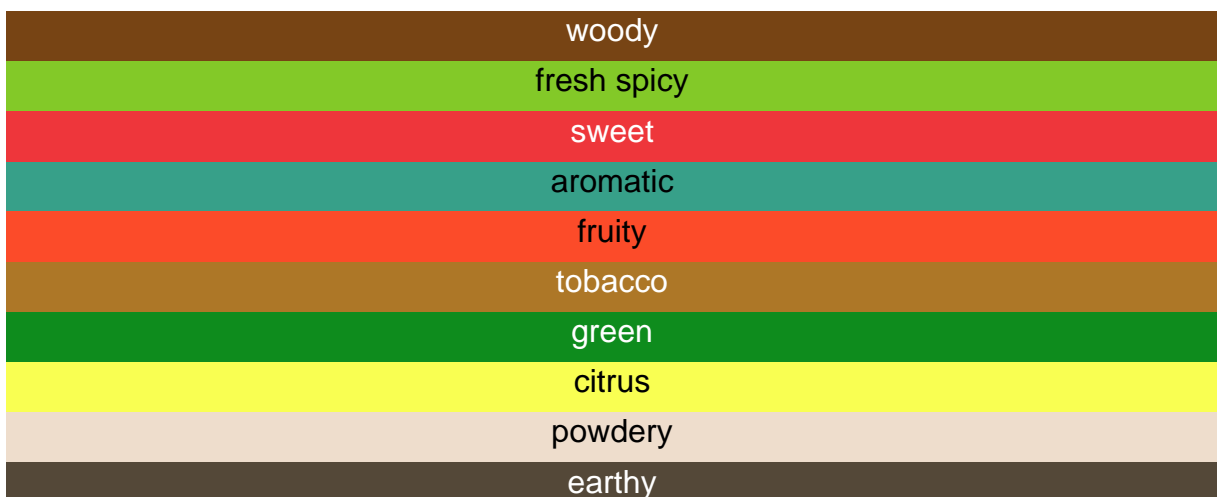 woody
fresh spicy
sweet
aromatic
fruity
tobacco
green
citrus
powdery
earthy